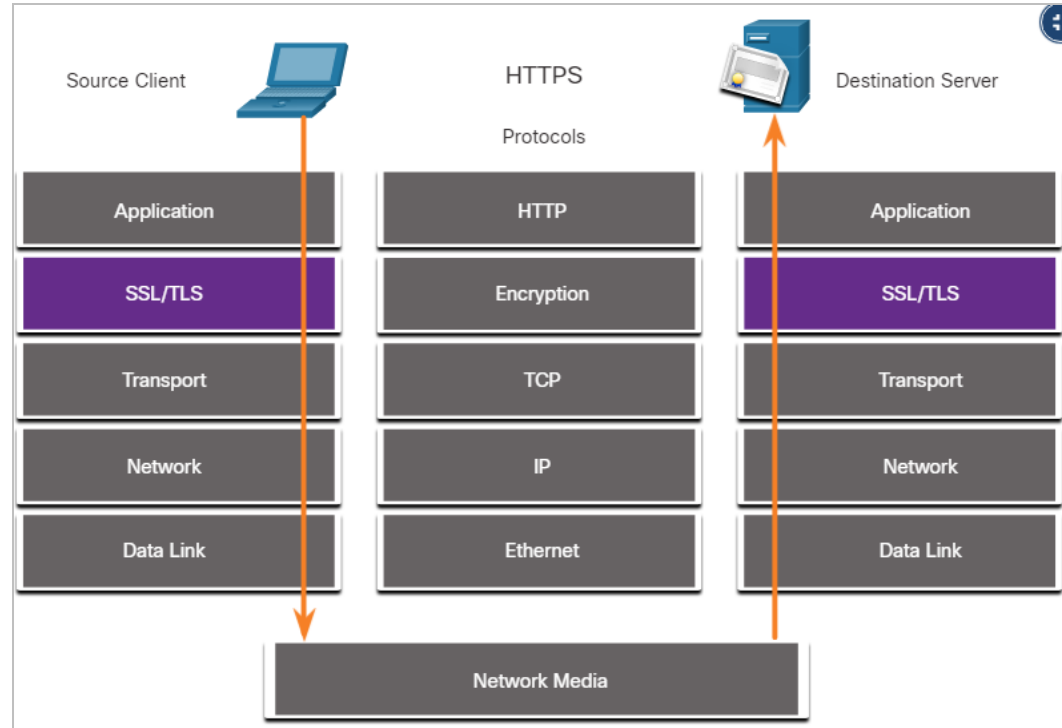 Source Client
HTTPS
Destination Server
Protocols
Application
HTTP
Application
SSL/TLS
Encryption
SSL/TLS
Transport
TCP
Transport
Network
IP
Network
Data Link
Ethernet
Data Link
Network Media